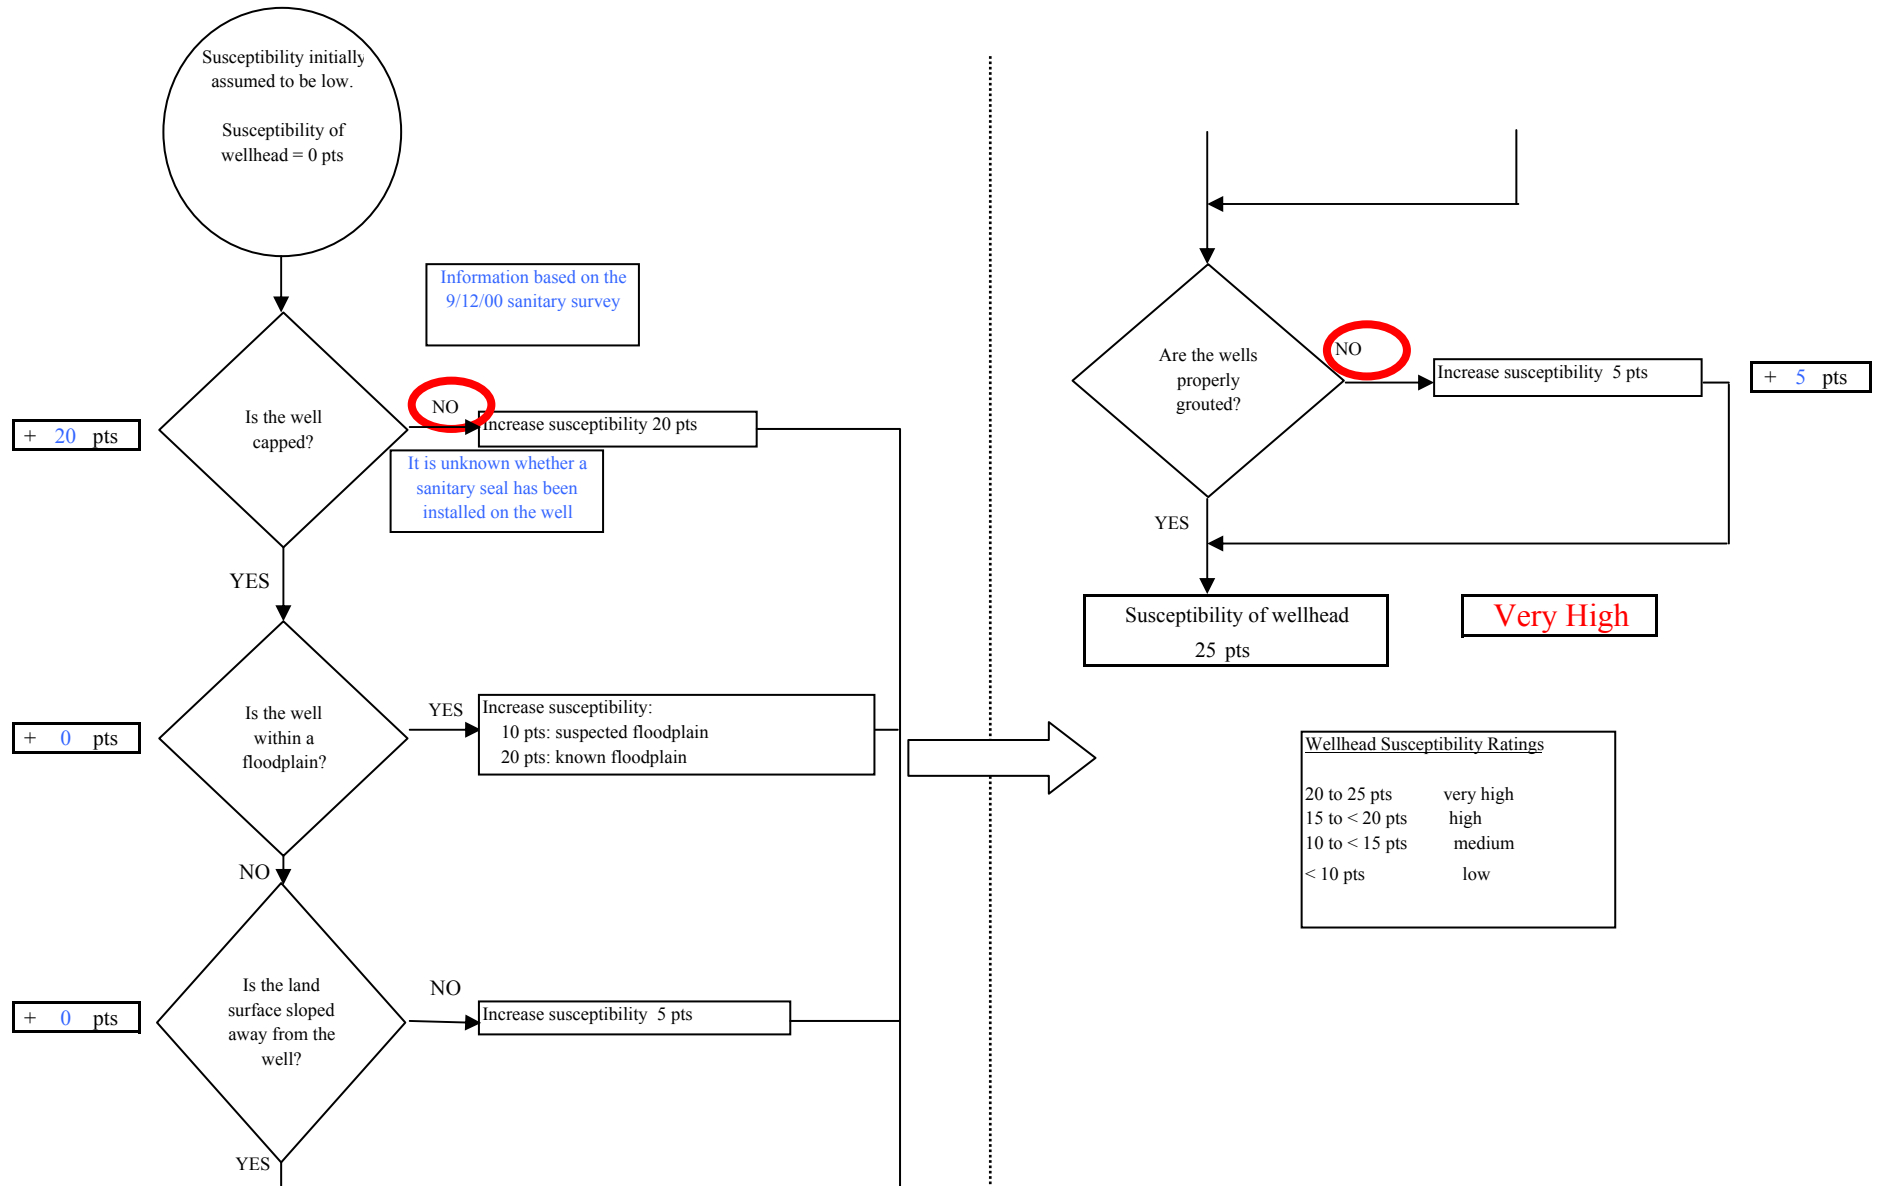 Susceptibility initially
assumed to be low.
Susceptibility of
wellhead = 0 pts
Information based on the
9/12/00 sanitary survey
Is the well
capped?
NO
Increase susceptibility 20 pts
+ 20 pts
It is unknown whether a
sanitary seal has been
installed on the well
YES
Is the well
within a
floodplain?
YES
Increase susceptibility:
10 pts: suspected floodplain
20 pts: known floodplain
+ 0 pts
NO
Is the land
surface sloped
away from the
well?
NO
Increase susceptibility 5 pts
+ 0 pts
YES
Are the wells
properly
grouted?
NO
Increase susceptibility 5 pts
+ 5 pts
YES
Susceptibility of wellhead
25 pts
Very High
Wellhead Susceptibility Ratings
20 to 25 pts very high
15 to < 20 pts high
10 to < 15 pts medium
< 10 pts low